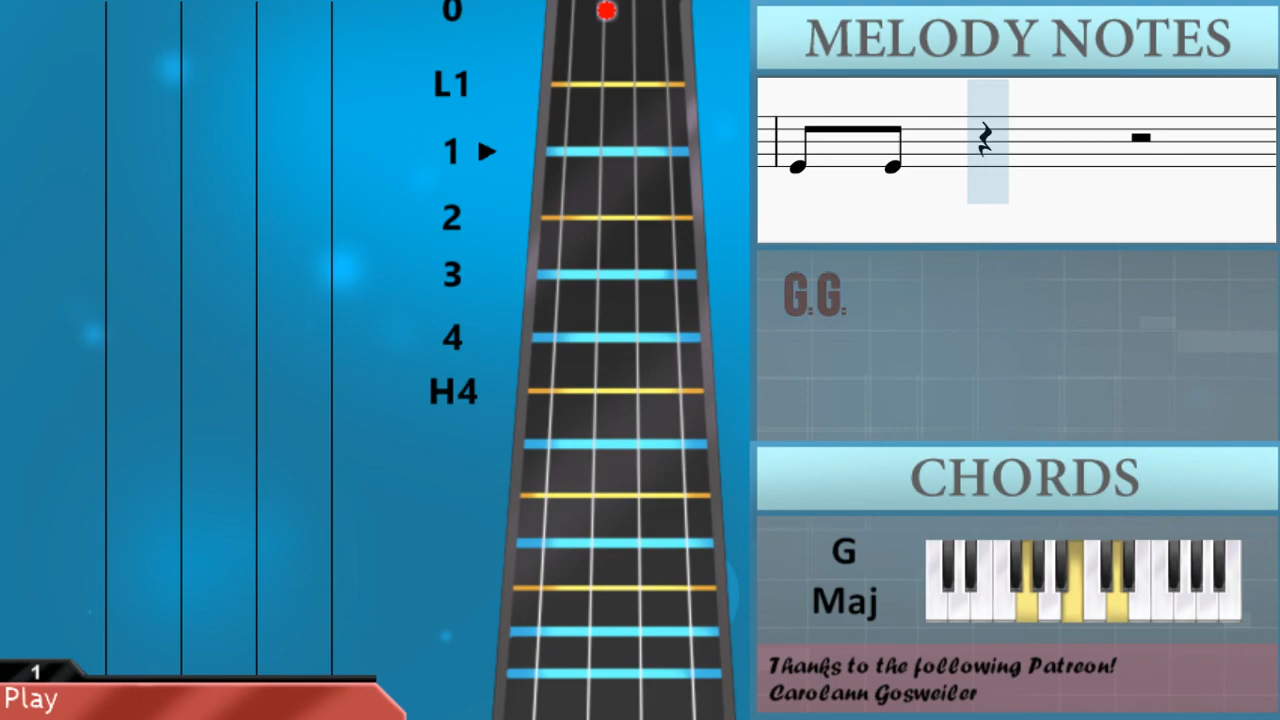 0
L1
1
2
3
4
H4
1
Play
MELODY NOTES
G.G.
CHORDS
G
Maj
Thanks to the following Patreon!
Carolann Gosweiler